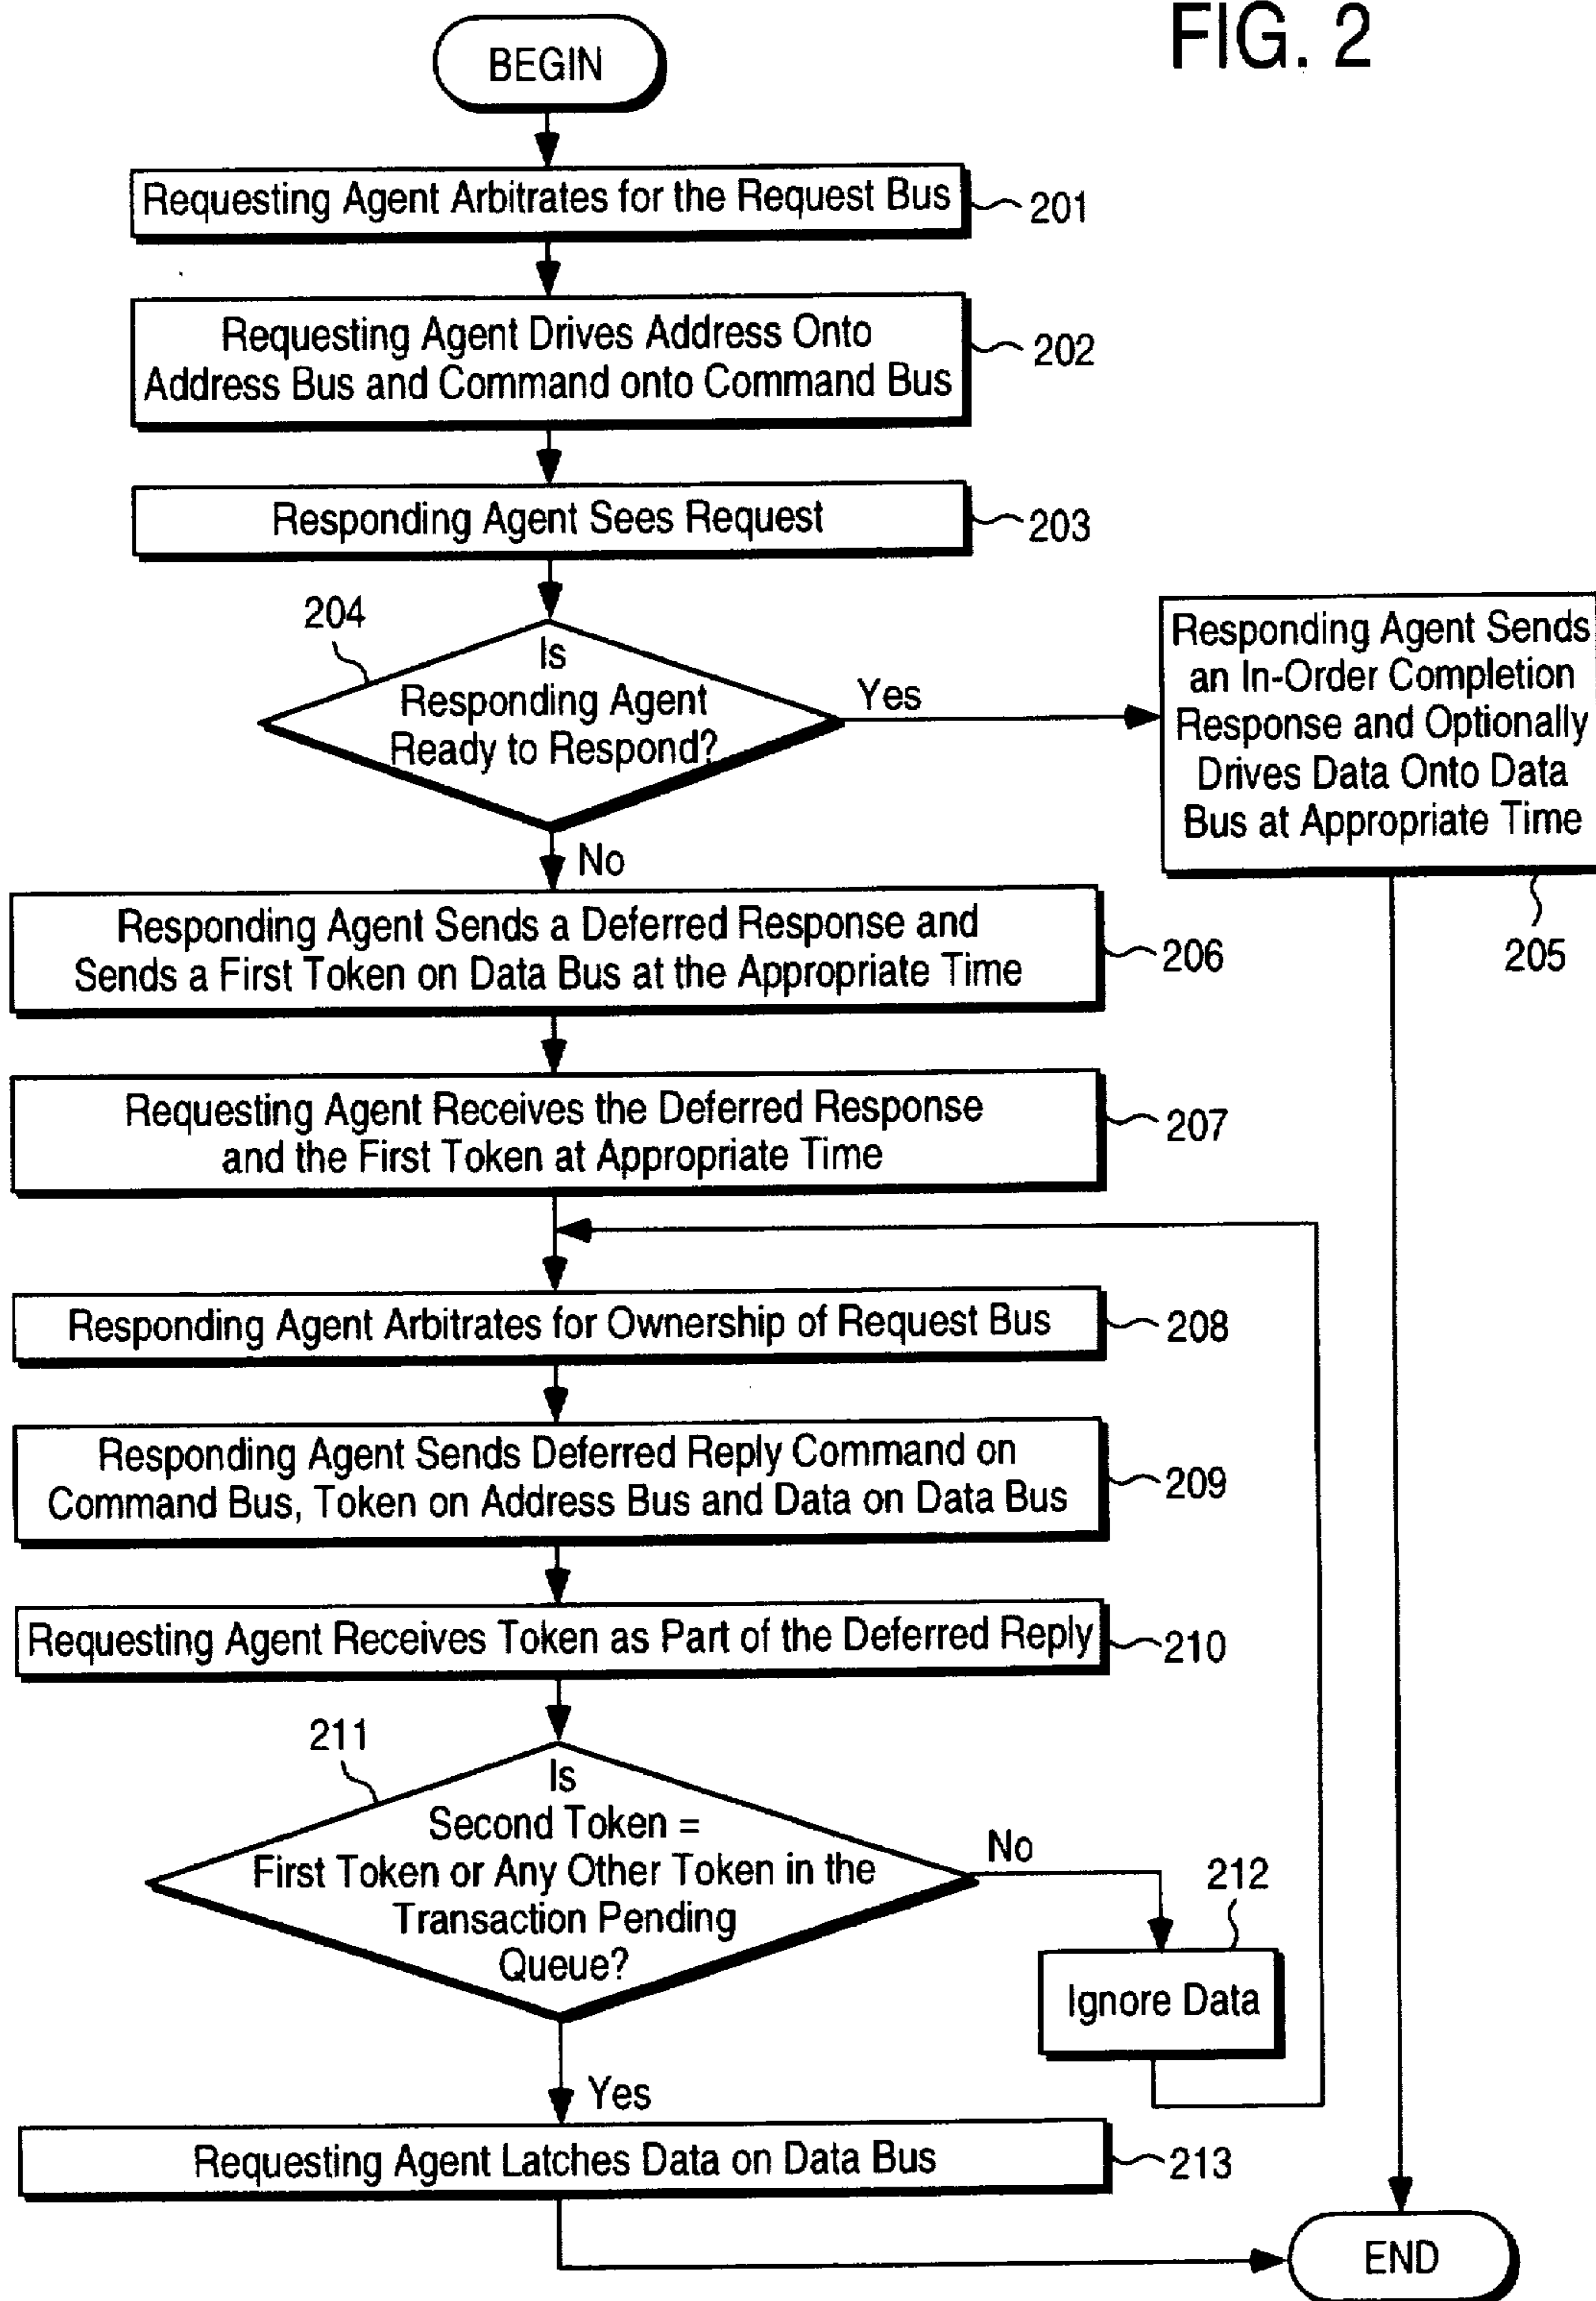 FIG. 2
BEGIN
Requesting Agent Arbitrates for the Request Bus
201
Requesting Agent Drives Address Onto
Address Bus and Command onto Command Bus
202
Responding Agent Sees Request
203
204
Is
Responding Agent
Ready to Respond?
Yes
Responding Agent Sends
an In-Order Completion
Response and Optionally
Drives Data Onto Data
Bus at Appropriate Time
205
No
Responding Agent Sends a Deferred Response and
Sends a First Token on Data Bus at the Appropriate Time
206
Requesting Agent Receives the Deferred Response
and the First Token at Appropriate Time
207
Responding Agent Arbitrates for Ownership of Request Bus
208
Responding Agent Sends Deferred Reply Command on
Command Bus, Token on Address Bus and Data on Data Bus
209
Requesting Agent Receives Token as Part of the Deferred Reply
210
211
Is
Second Token =
First Token or Any Other Token in the
Transaction Pending
Queue?
No
212
Ignore Data
Yes
Requesting Agent Latches Data on Data Bus
213
END